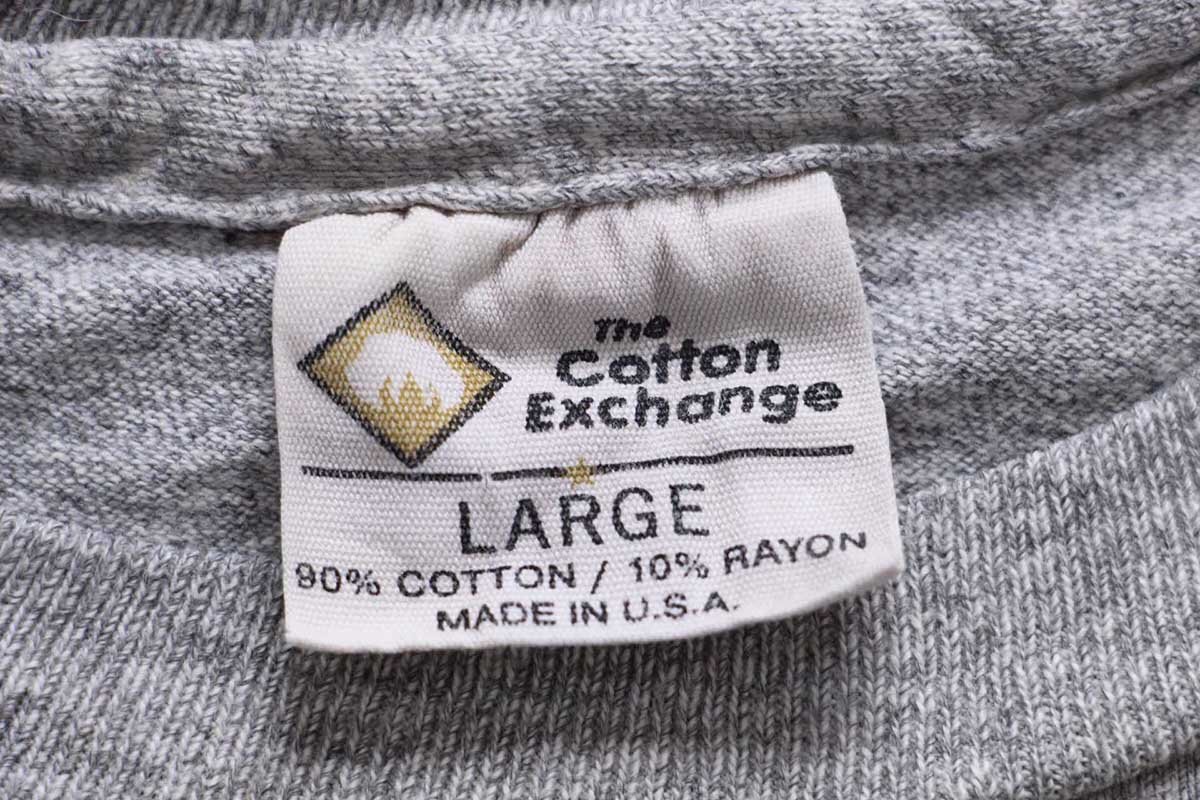 The
Cotton
Exchange
LARGE
90% COTTON / 10% RAYON
MADE IN U.S.A.